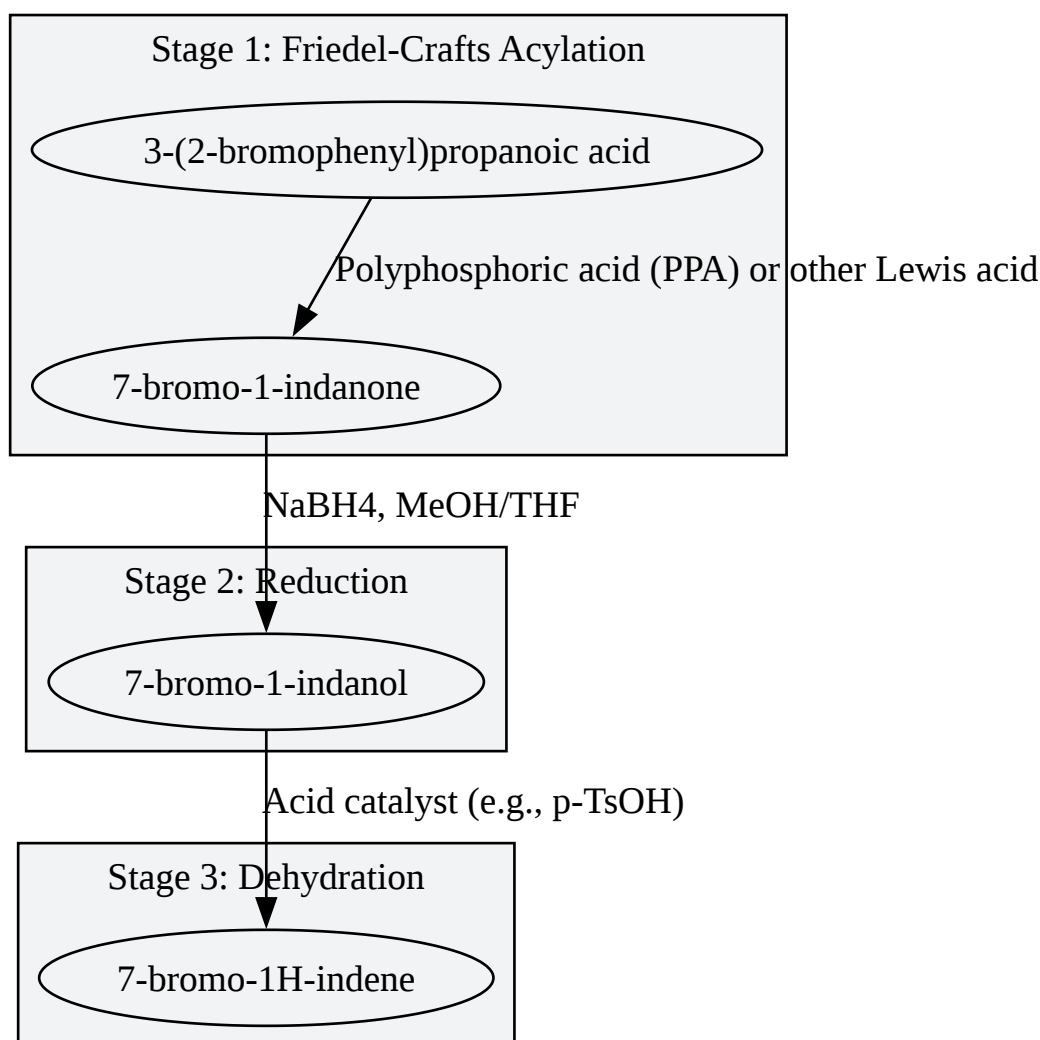 Stage 1: Friedel-Crafts Acylation
3-(2-bromophenyl)propanoic acid
Polyphosphoric acid (PPA) or other Lewis acid
7-bromo-1-indanone
NaBH4, MeOH/THF
Stage 2: Reduction
7-bromo-1-indanol
Acid catalyst (e.g., p-TsOH)
Stage 3: Dehydration
7-bromo-1H-indene